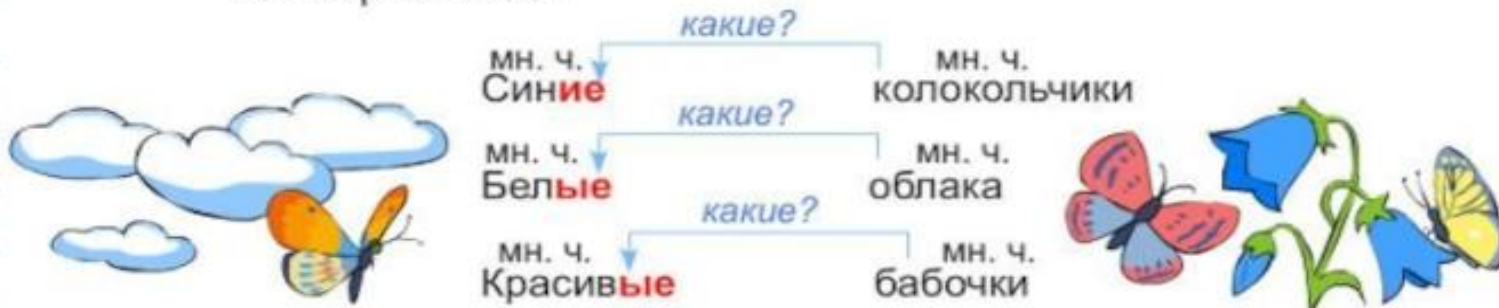 какие?
мн. ч. мн. ч.
Синие колокольчики
какие?
мн. ч. мн. ч.
Белые облака
какие?
мн. ч. мн. ч.
Красивые бабочки